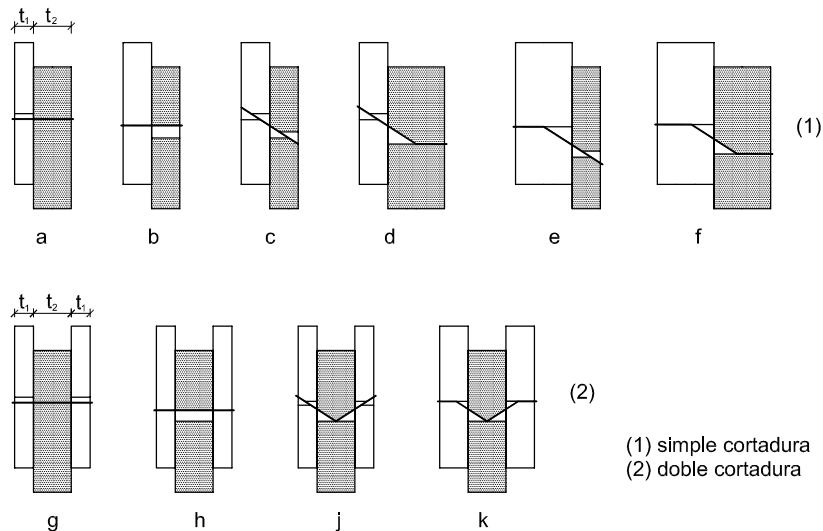 t₁ t₂
(1)
a b c d e f
t₁ t₂ t₁
(2)
(1) simple cortadura
(2) doble cortadura
g h j k